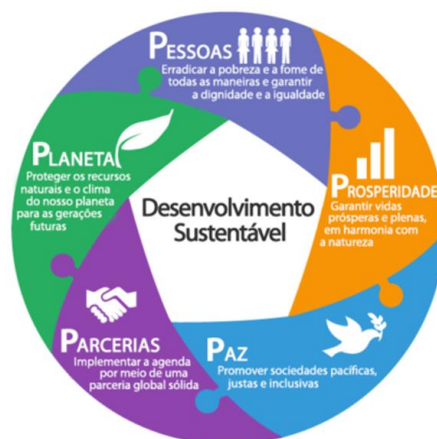 PESSOAS
Erradicar a pobreza e a fome de
todas as maneiras e garantir
a dignidade e a igualdade
PLANETA
Proteger os recursos
naturais e o clima
do nosso planeta
para as gerações
futuras
Desenvolvimento
Sustentável
PROSPERIDADE
Garantir vidas
prósperas e plenas,
em harmonia com
a natureza
PARCERIAS
Implementar a agenda
por meio de uma
parceria global sólida
PAZ
Promover sociedades pacíficas,
justas e inclusivas